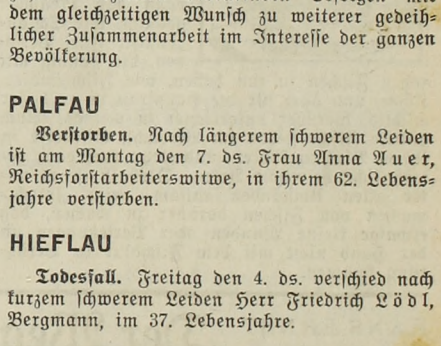 dem gleichzeitigen Wunsch zu weiterer gedeih-
licher Zusammenarbeit im Interesse der ganzen
Bevölkerung.
PALFAU
Verstorben. Nach längerem schwerem Leiden
ist am Montag den 7. ds. Frau Anna Auer,
Reichsforstarbeiterswitwe, in ihrem 62. Lebens-
jahre verstorben.
HIEFLAU
Todesfall. Freitag den 4. ds. verschied nach
kurzem schwerem Leiden Herr Friedrich Lödl,
Bergmann, im 37. Lebensjahre.